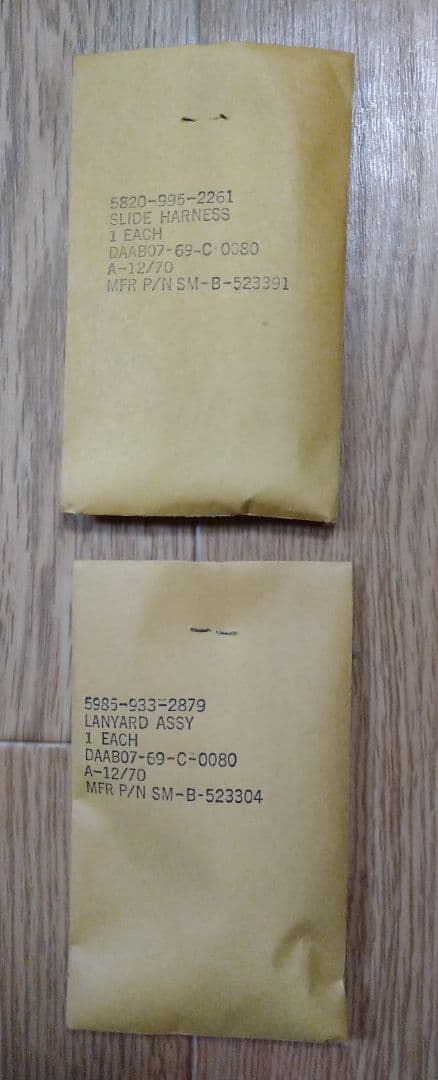 5820-995-2261
SLIDE HARNESS
1 EACH
DAAB07-69-C-0080
A-12/70
MFR P/N SM-B-523391
5985-933-2879
LANYARD ASSY
1 EACH
DAAB07-69-C-0080
A-12/70
MFR P/N SM-B-523304